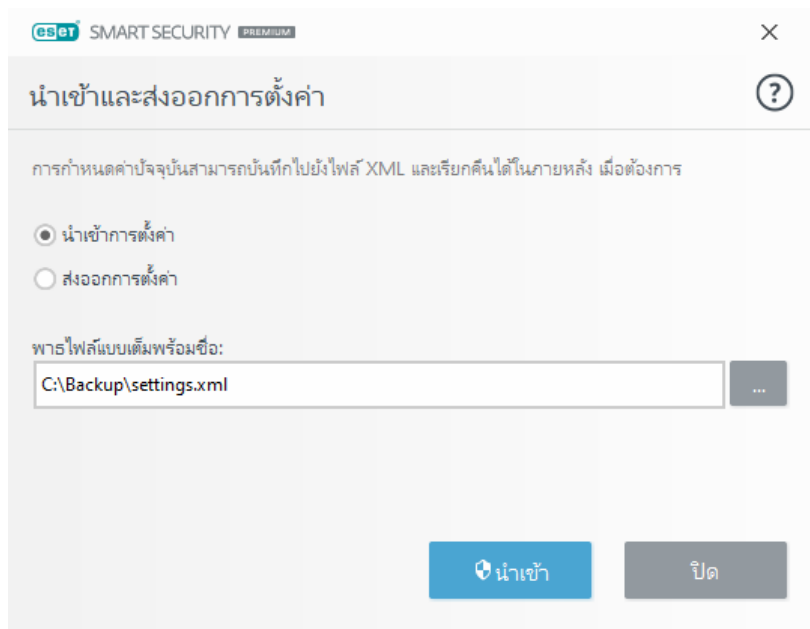 eseT SMART SECURITY PREMIUM
นำเข้าและส่งออกการตั้งค่า
?
การกำหนดค่าปัจจุบันสามารถบันทึกไปยังไฟล์ XML และเรียกคืนได้ในภายหลัง เมื่อต้องการ
นำเข้าการตั้งค่า
ส่งออกการตั้งค่า
พาธไฟล์แบบเต็มพร้อมชื่อ:
C:\Backup\settings.xml
...
นำเข้า ปิด